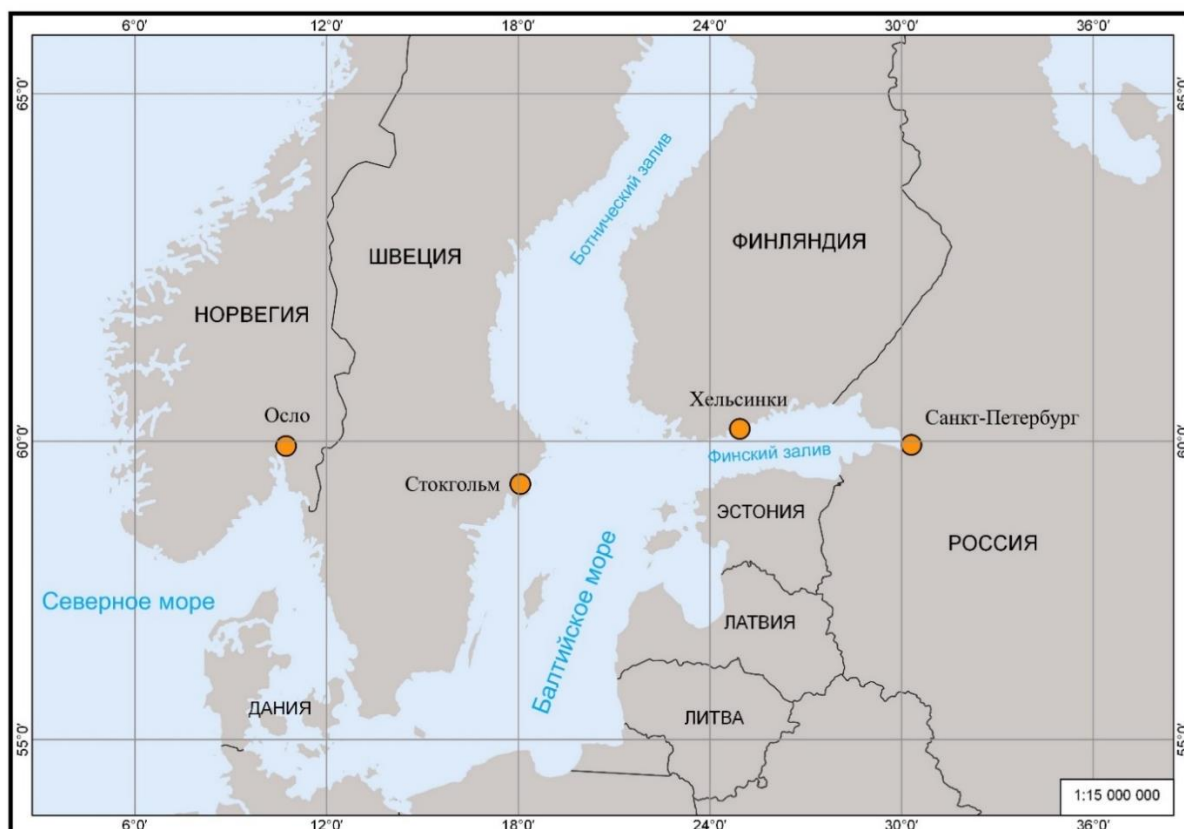 6°0' 12°0' 18°0' 24°0' 30°0' 36°0'
65°0' 65°0'
Ботнический залив
ШВЕЦИЯ ФИНЛЯНДИЯ
НОРВЕГИЯ
Осло Хельсинки Санкт-Петербург
60°0' 60°0'
Финский залив
Стокгольм
ЭСТОНИЯ
РОССИЯ
Северное море
Балтийское море
ЛАТВИЯ
ДАНИЯ ЛИТВА
55°0' 55°0'
1:15 000 000
6°0' 12°0' 18°0' 24°0' 30°0' 36°0'